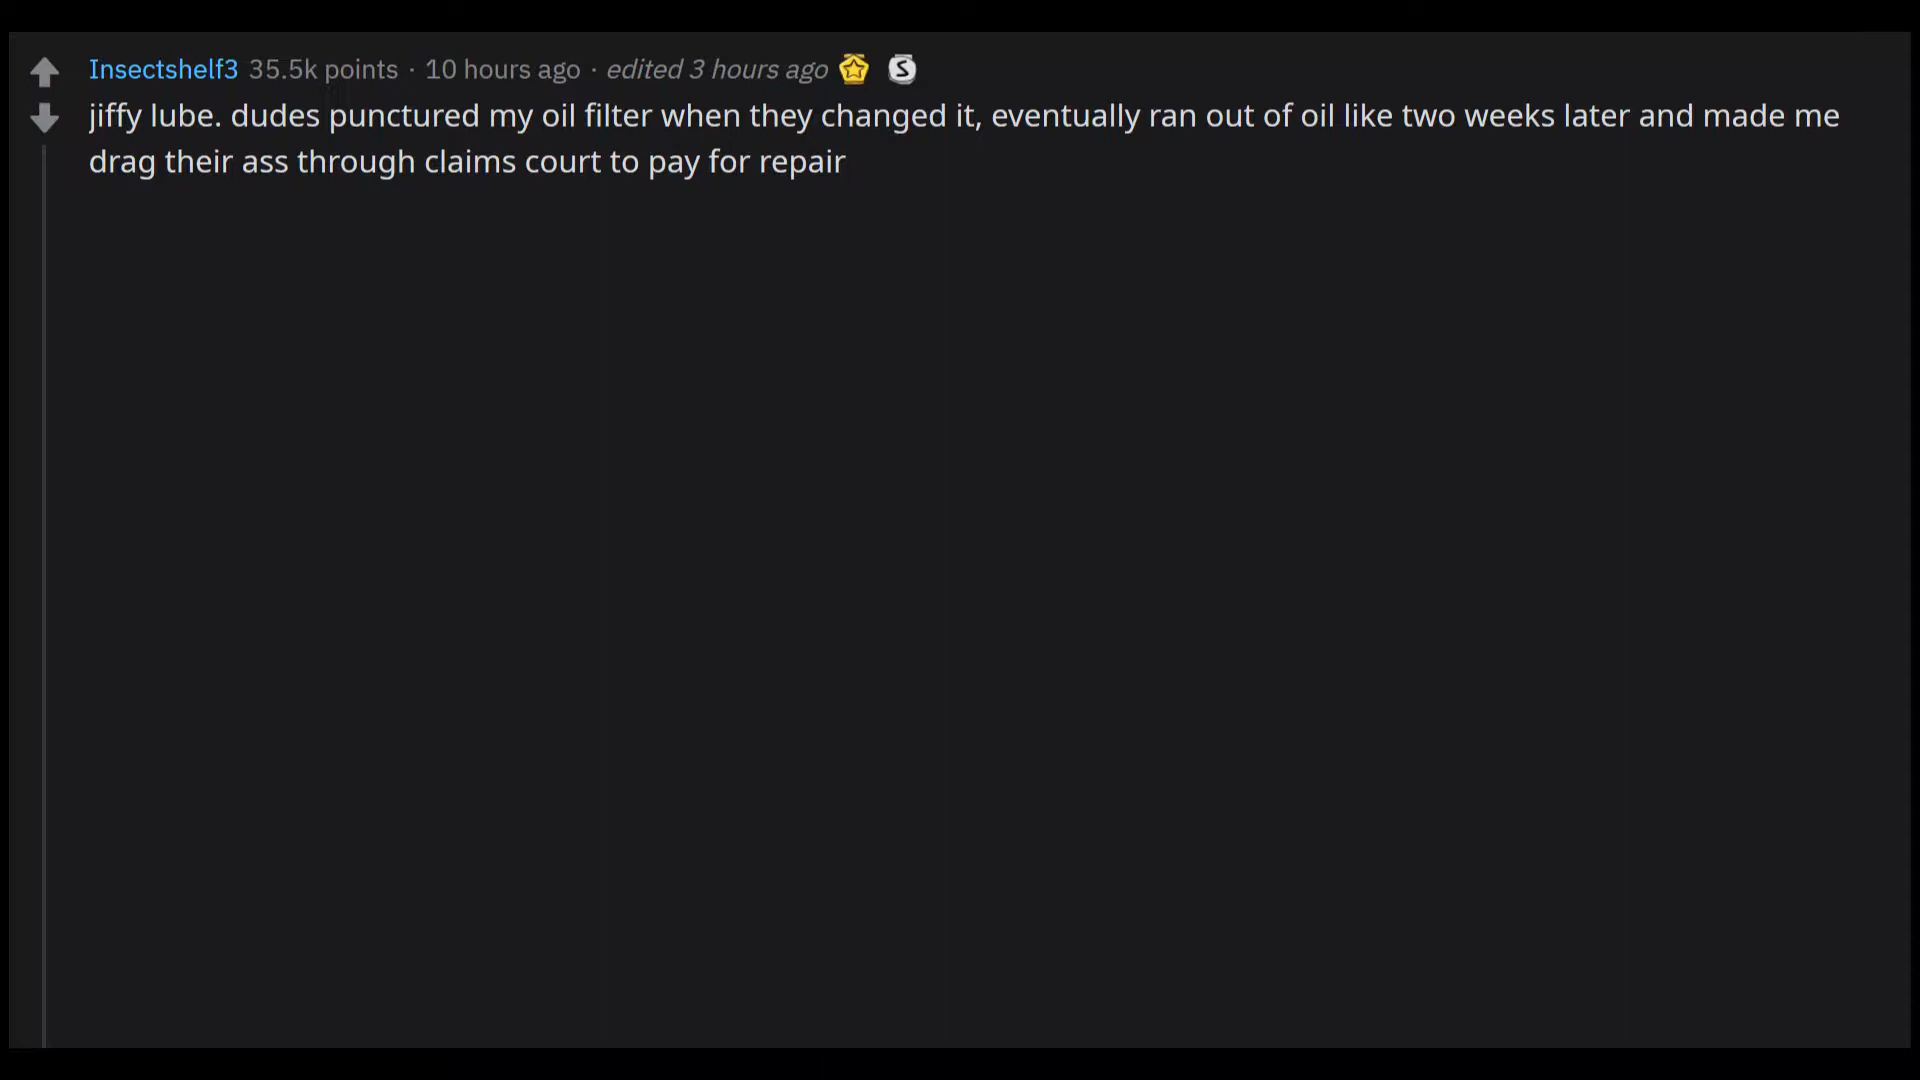 Insectshelf3 35.5k points · 10 hours ago · edited 3 hours ago S
jiffy lube. dudes punctured my oil filter when they changed it, eventually ran out of oil like two weeks later and made me
drag their ass through claims court to pay for repair